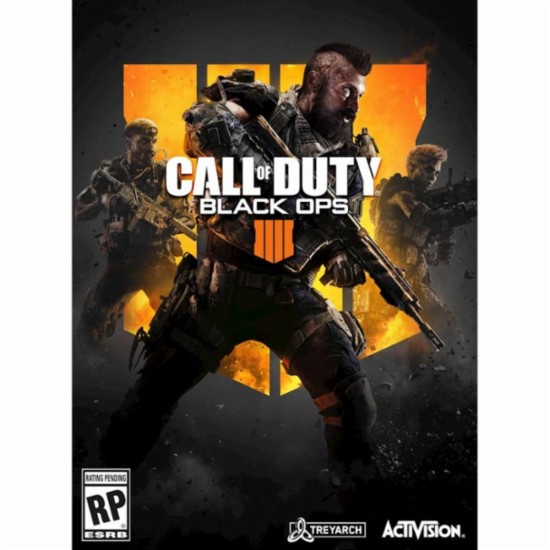 CALL OF DUTY
BLACK OPS
IIII
RATING PENDING
RP
ESRB
TREYARCH
ACTIVISION.